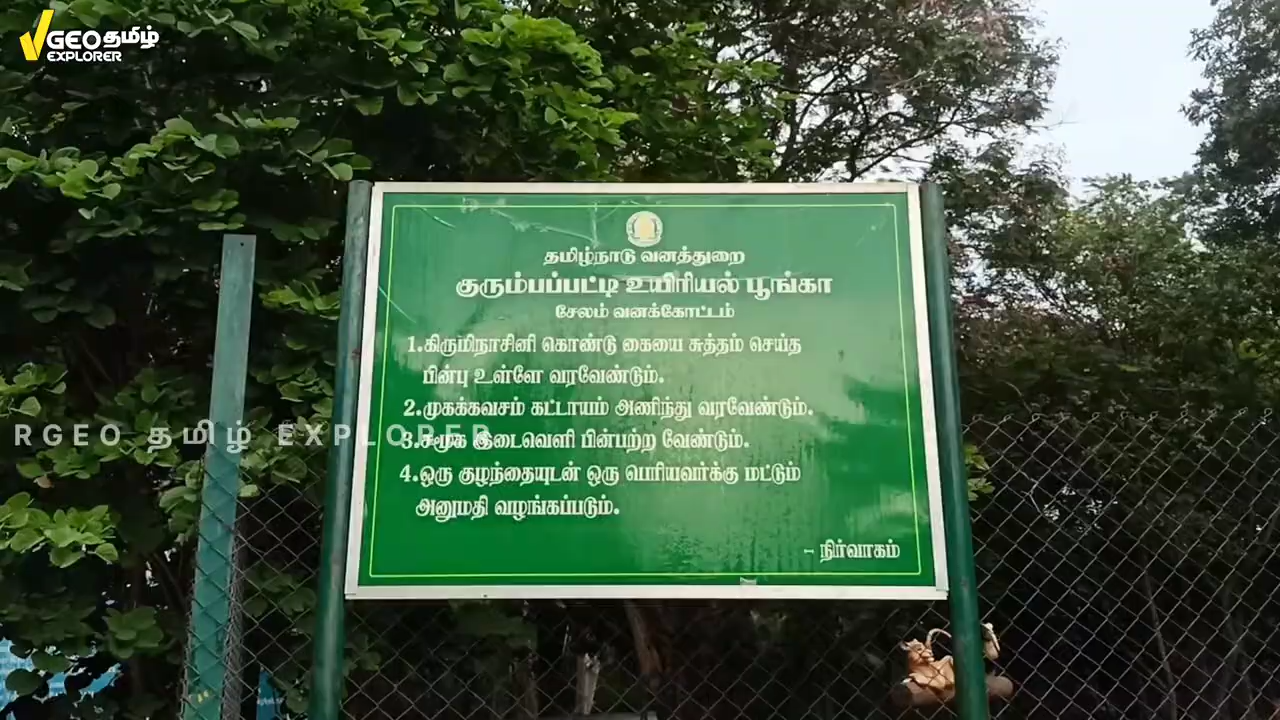 GEO தமிழ்
EXPLORER
தமிழ்நாடு வனத்துறை
குரும்பப்பட்டி உயிரியல் பூங்கா
சேலம் வனக்கோட்டம்
1.கிருமிநாசினி கொண்டு கையை சுத்தம் செய்த
பின்பு உள்ளே வரவேண்டும்.
2.முகக்கவசம் கட்டாயம் அணிந்து வரவேண்டும்.
RGEO தமிழ் EXPLORER
3.சமூக இடைவெளி பின்பற்ற வேண்டும்.
4.ஒரு குழந்தையுடன் ஒரு பெரியவர்க்கு மட்டும்
அனுமதி வழங்கப்படும்.
- நிர்வாகம்